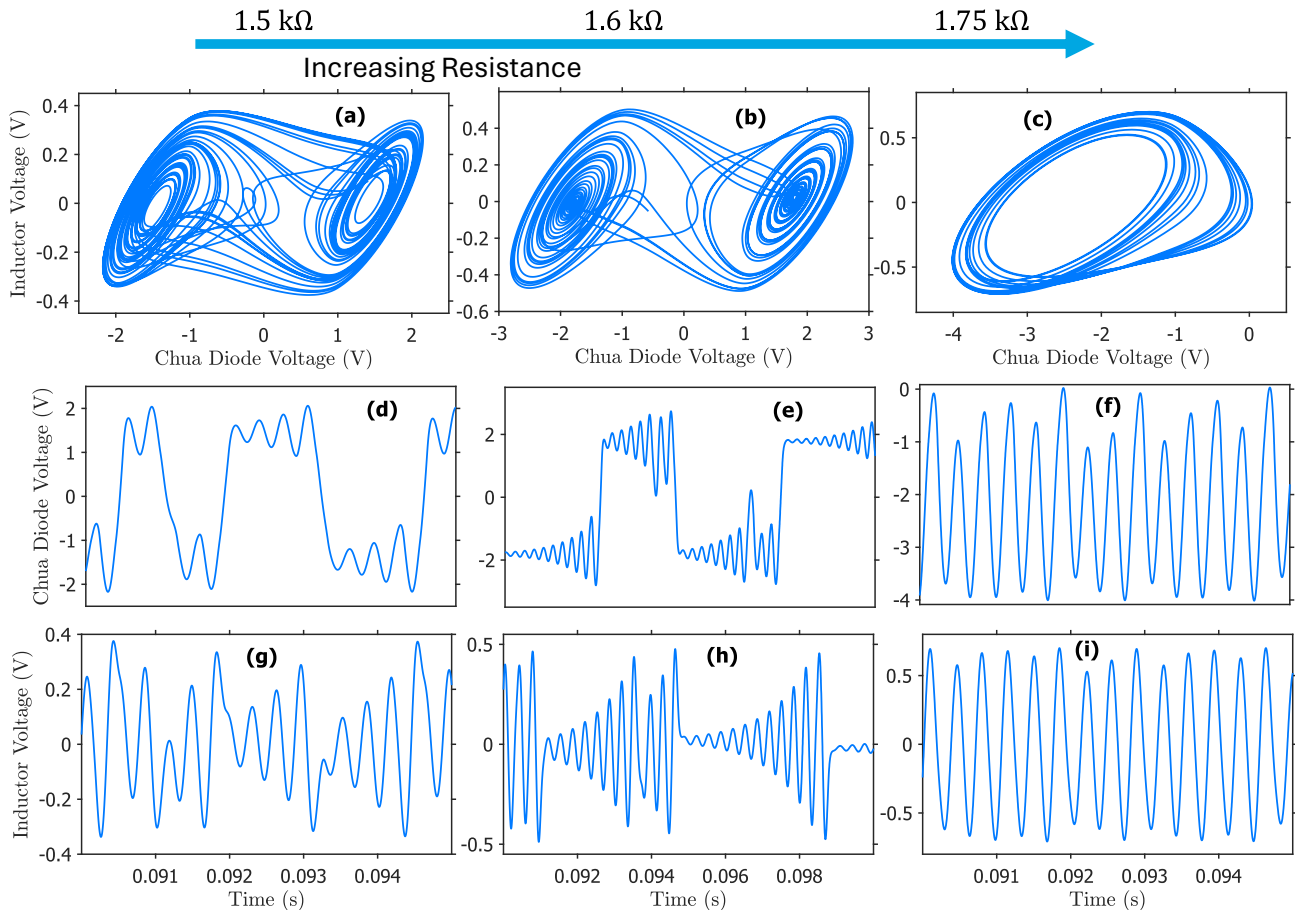 1.5 kΩ 1.6 kΩ 1.75 kΩ
Increasing Resistance
(a) (b) (c)
0.4 0.2 0 -0.2 -0.4
0.4 0.2 0 -0.2 -0.4 -0.6
0.5 0 -0.5
Inductor Voltage (V)
-2 -1 0 1 2
-3 -2 -1 0 1 2 3
-4 -3 -2 -1 0
Chua Diode Voltage (V) Chua Diode Voltage (V) Chua Diode Voltage (V)
(d) (e) (f)
2 1 0 -1 -2
2 0 -2
0 -1 -2 -3 -4
Chua Diode Voltage (V)
(g) (h) (i)
0.4 0.2 0 -0.2 -0.4
0.5 0 -0.5
0.5 0 -0.5
Inductor Voltage (V)
0.091 0.092 0.093 0.094
0.092 0.094 0.096 0.098
0.091 0.092 0.093 0.094
Time (s) Time (s) Time (s)